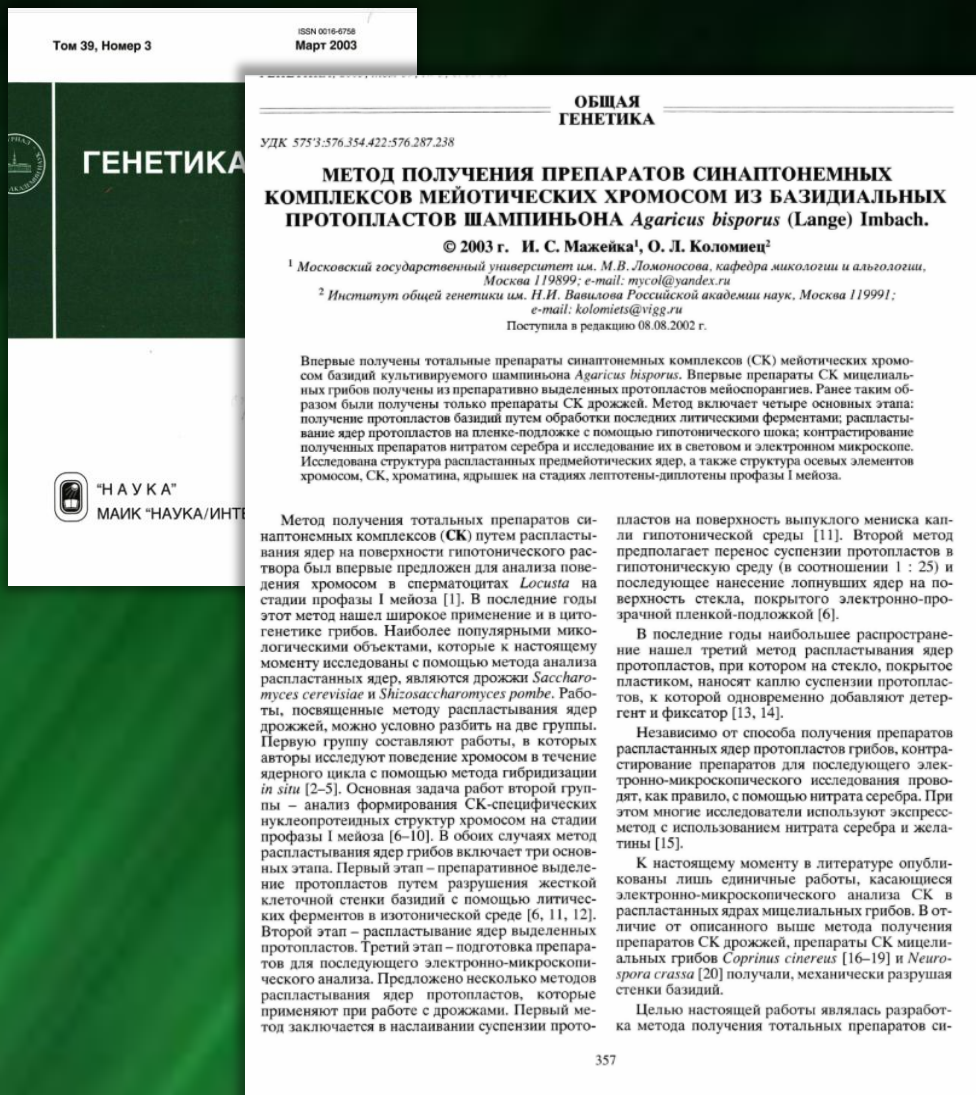 Том 39, Номер 3
ISSN 0016-6758
Март 2003
ГЕНЕТИКА
"НАУКА"
МАИК "НАУКА/ИНТЕ
ОБЩАЯ
ГЕНЕТИКА
УДК 575'3:576.354.422:576.287.238
МЕТОД ПОЛУЧЕНИЯ ПРЕПАРАТОВ СИНАПТОНЕМНЫХ
КОМПЛЕКСОВ МЕЙОТИЧЕСКИХ ХРОМОСОМ ИЗ БАЗИДИАЛЬНЫХ
ПРОТОПЛАСТОВ ШАМПИНЬОНА Agaricus bisporus (Lange) Imbach.
© 2003 г. И. С. Мажейка¹, О. Л. Коломиец²
¹ Московский государственный университет им. М.В. Ломоносова, кафедра микологии и альгологии,
Москва 119899; e-mail: mycol@yandex.ru
² Институт общей генетики им. Н.И. Вавилова Российской академии наук, Москва 119991;
e-mail: kolomiets@vigg.ru
Поступила в редакцию 08.08.2002 г.
Впервые получены тотальные препараты синаптонемных комплексов (СК) мейотических хромо-
сом базидий культивируемого шампиньона Agaricus bisporus. Впервые препараты СК мицелиаль-
ных грибов получены из препаративно выделенных протопластов мейоспорангиев. Ранее таким об-
разом были получены только препараты СК дрожжей. Метод включает четыре основных этапа:
получение протопластов базидий путем обработки последних литическими ферментами; распласты-
вание ядер протопластов на пленке-подложке с помощью гипотонического шока; контрастирование
полученных препаратов нитратом серебра и исследование их в световом и электронном микроскопе.
Исследована структура распластанных предмейотических ядер, а также структура осевых элементов
хромосом, СК, хроматина, ядрышек на стадиях лептотены-диплотены профазы I мейоза.
Метод получения тотальных препаратов си-
наптонемных комплексов (СК) путем распласты-
вания ядер на поверхности гипотонического рас-
твора был впервые предложен для анализа пове-
дения хромосом в сперматоцитах Locusta на
стадии профазы I мейоза [1]. В последние годы
этот метод нашел широкое применение и в цито-
генетике грибов. Наиболее популярными мико-
логическими объектами, которые к настоящему
моменту исследованы с помощью метода анализа
распластанных ядер, являются дрожжи Saccharo-
myces cerevisiae и Shizosaccharomyces pombe. Рабо-
ты, посвященные методу распластывания ядер
дрожжей, можно условно разбить на две группы.
Первую группу составляют работы, в которых
авторы исследуют поведение хромосом в течение
ядерного цикла с помощью метода гибридизации
in situ [2–5]. Основная задача работ второй груп-
пы – анализ формирования СК-специфических
нуклеопротеидных структур хромосом на стадии
профазы I мейоза [6–10]. В обоих случаях метод
распластывания ядер грибов включает три основ-
ных этапа. Первый этап – препаративное выделе-
ние протопластов путем разрушения жесткой
клеточной стенки базидий с помощью литичес-
ких ферментов в изотонической среде [6, 11, 12].
Второй этап – распластывание ядер выделенных
протопластов. Третий этап – подготовка препара-
тов для последующего электронно-микроскопи-
ческого анализа. Предложено несколько методов
распластывания ядер протопластов, которые
применяют при работе с дрожжами. Первый ме-
тод заключается в наслаивании суспензии прото-
пластов на поверхность выпуклого мениска кап-
ли гипотонической среды [11]. Второй метод
предполагает перенос суспензии протопластов в
гипотоническую среду (в соотношении 1 : 25) и
последующее нанесение лопнувших ядер на по-
верхность стекла, покрытого электронно-про-
зрачной пленкой-подложкой [6].
В последние годы наибольшее распростране-
ние нашел третий метод распластывания ядер
протопластов, при котором на стекло, покрытое
пластиком, наносят каплю суспензии протоплас-
тов, к которой одновременно добавляют детер-
гент и фиксатор [13, 14].
Независимо от способа получения препаратов
распластанных ядер протопластов грибов, контра-
стирование препаратов для последующего элек-
тронно-микроскопического исследования прово-
дят, как правило, с помощью нитрата серебра. При
этом многие исследователи используют экспресс-
метод с использованием нитрата серебра и жела-
тины [15].
К настоящему моменту в литературе опубли-
кованы лишь единичные работы, касающиеся
электронно-микроскопического анализа СК в
распластанных ядрах мицелиальных грибов. В от-
личие от описанного выше метода получения
препаратов СК дрожжей, препараты СК мицели-
альных грибов Coprinus cinereus [16–19] и Neuro-
spora crassa [20] получали, механически разрушая
стенки базидий.
Целью настоящей работы являлась разработ-
ка метода получения тотальных препаратов си-
357